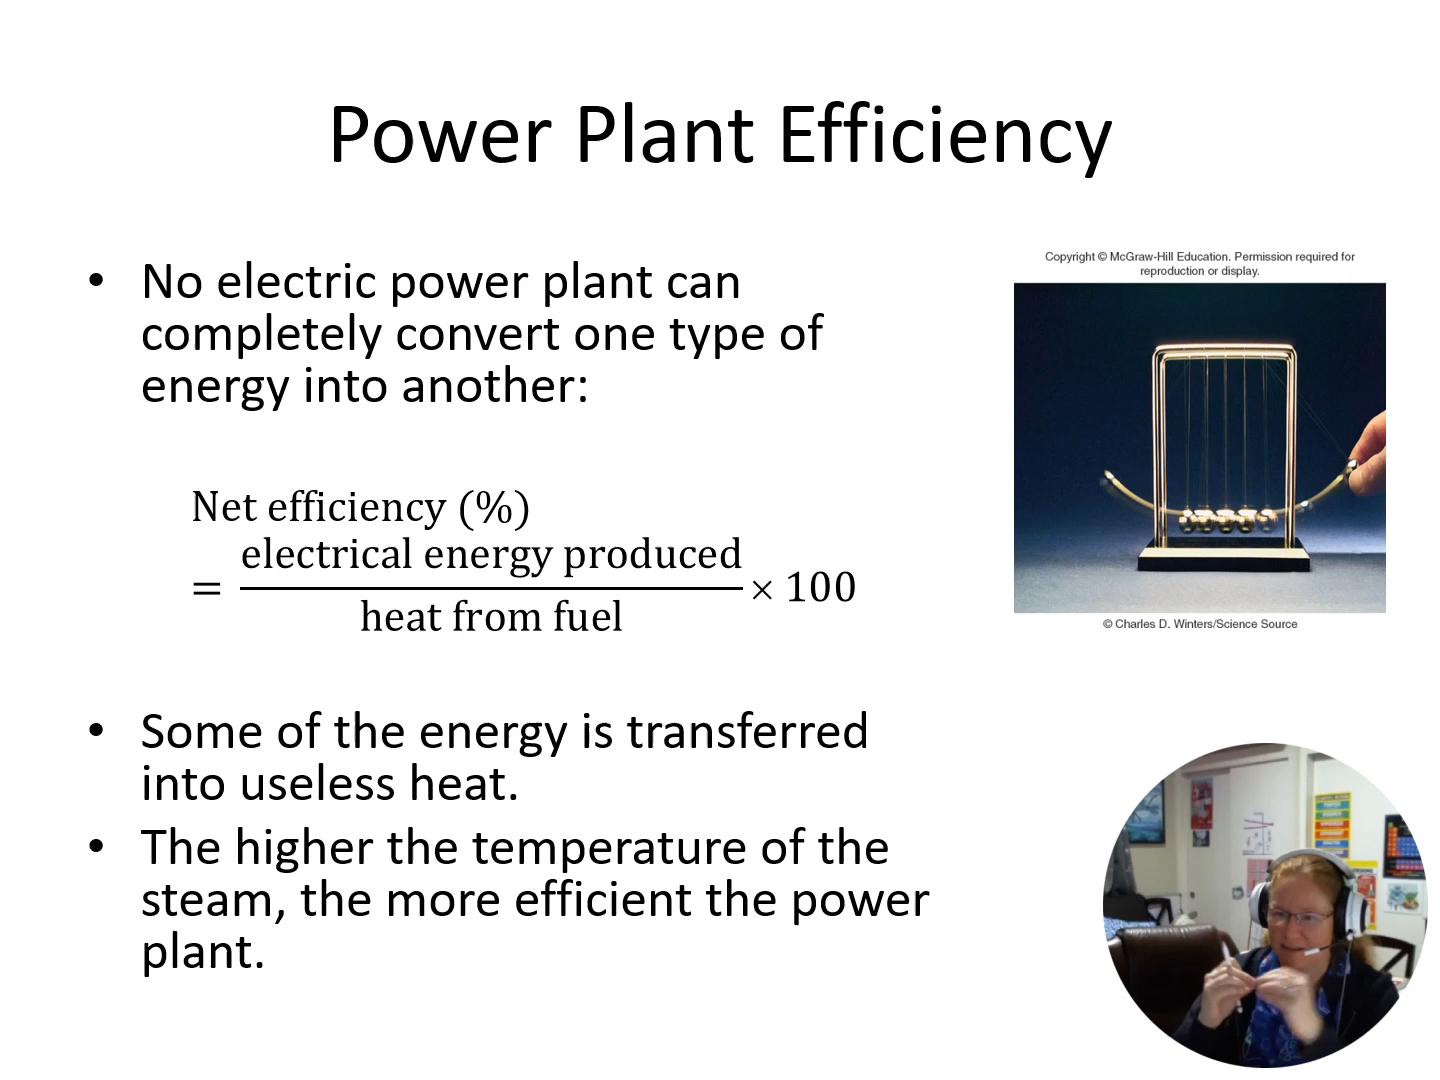 Power Plant Efficiency
• No electric power plant can
completely convert one type of
energy into another:
Net efficiency (%)
= electrical energy produced / heat from fuel × 100
• Some of the energy is transferred
into useless heat.
• The higher the temperature of the
steam, the more efficient the power
plant.
Copyright © McGraw-Hill Education. Permission required for
reproduction or display.
© Charles D. Winters/Science Source